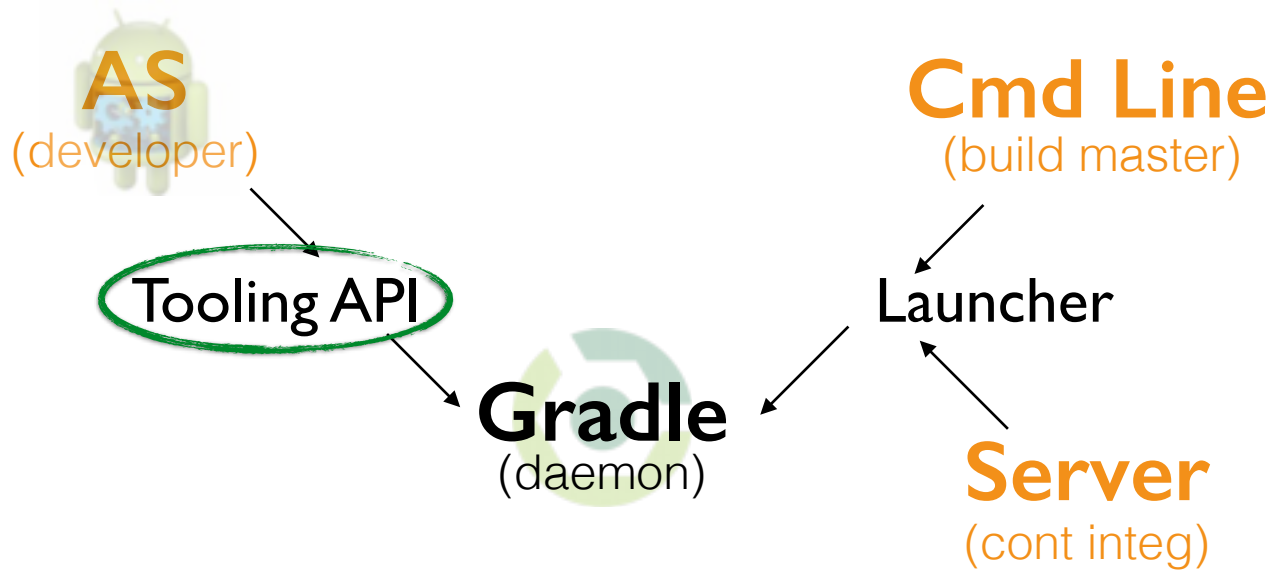 AS
(developer)
Cmd Line
(build master)
Tooling API
Launcher
Gradle
(daemon)
Server
(cont integ)